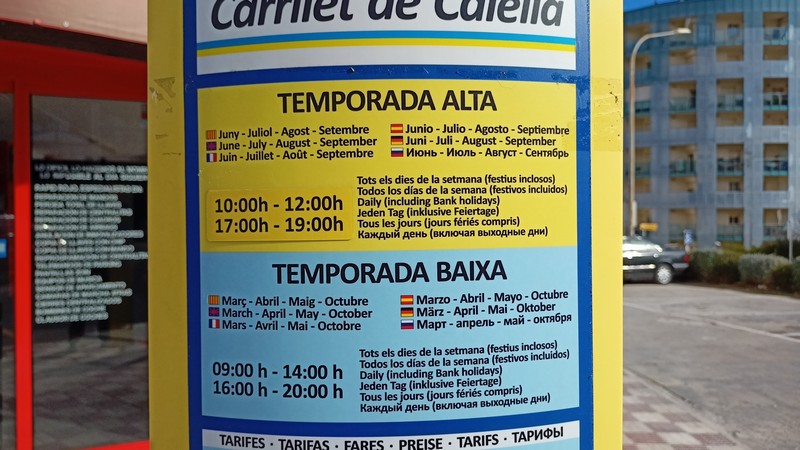 Carrilet de Calella
TEMPORADA ALTA
Juny - Juliol - Agost - Setembre
June - July - August - September
Juin - Juillet - Août - Septembre
Junio - Julio - Agosto - Septiembre
Juni - Juli - August - September
Июнь - Июль - Август - Сентябрь
10:00h - 12:00h
17:00h - 19:00h
Tots els dies de la setmana (festius inclosos)
Todos los días de la semana (festivos incluidos)
Daily (including Bank holidays)
Jeden Tag (inklusive Feiertage)
Tous les jours (jours fériés compris)
Каждый день (включая выходные дни)
TEMPORADA BAIXA
Març - Abril - Maig - Octubre
March - April - May - October
Mars - Avril - Mai - Octobre
Marzo - Abril - Mayo - Octubre
März - April - Mai - Oktober
Март - апрель - май - октября
09:00 h - 14:00 h
16:00 h - 20:00 h
Tots els dies de la setmana (festius inclosos)
Todos los días de la semana (festivos incluidos)
Daily (including Bank holidays)
Jeden Tag (inklusive Feiertage)
Tous les jours (jours fériés compris)
Каждый день (включая выходные дни)
TARIFES · TARIFAS · FARES · PREISE · TARIFS · ТАРИФЫ